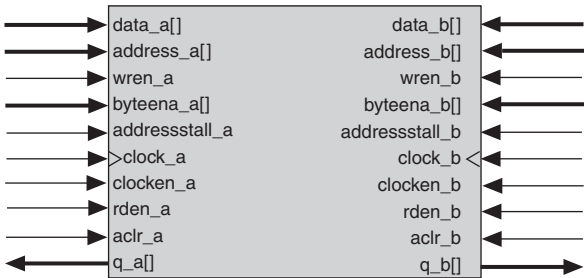 data_a[] data_b[]
address_a[] address_b[]
wren_a wren_b
byteena_a[] byteena_b[]
addressstall_a addressstall_b
clock_a clock_b
clocken_a clocken_b
rden_a rden_b
aclr_a aclr_b
q_a[] q_b[]